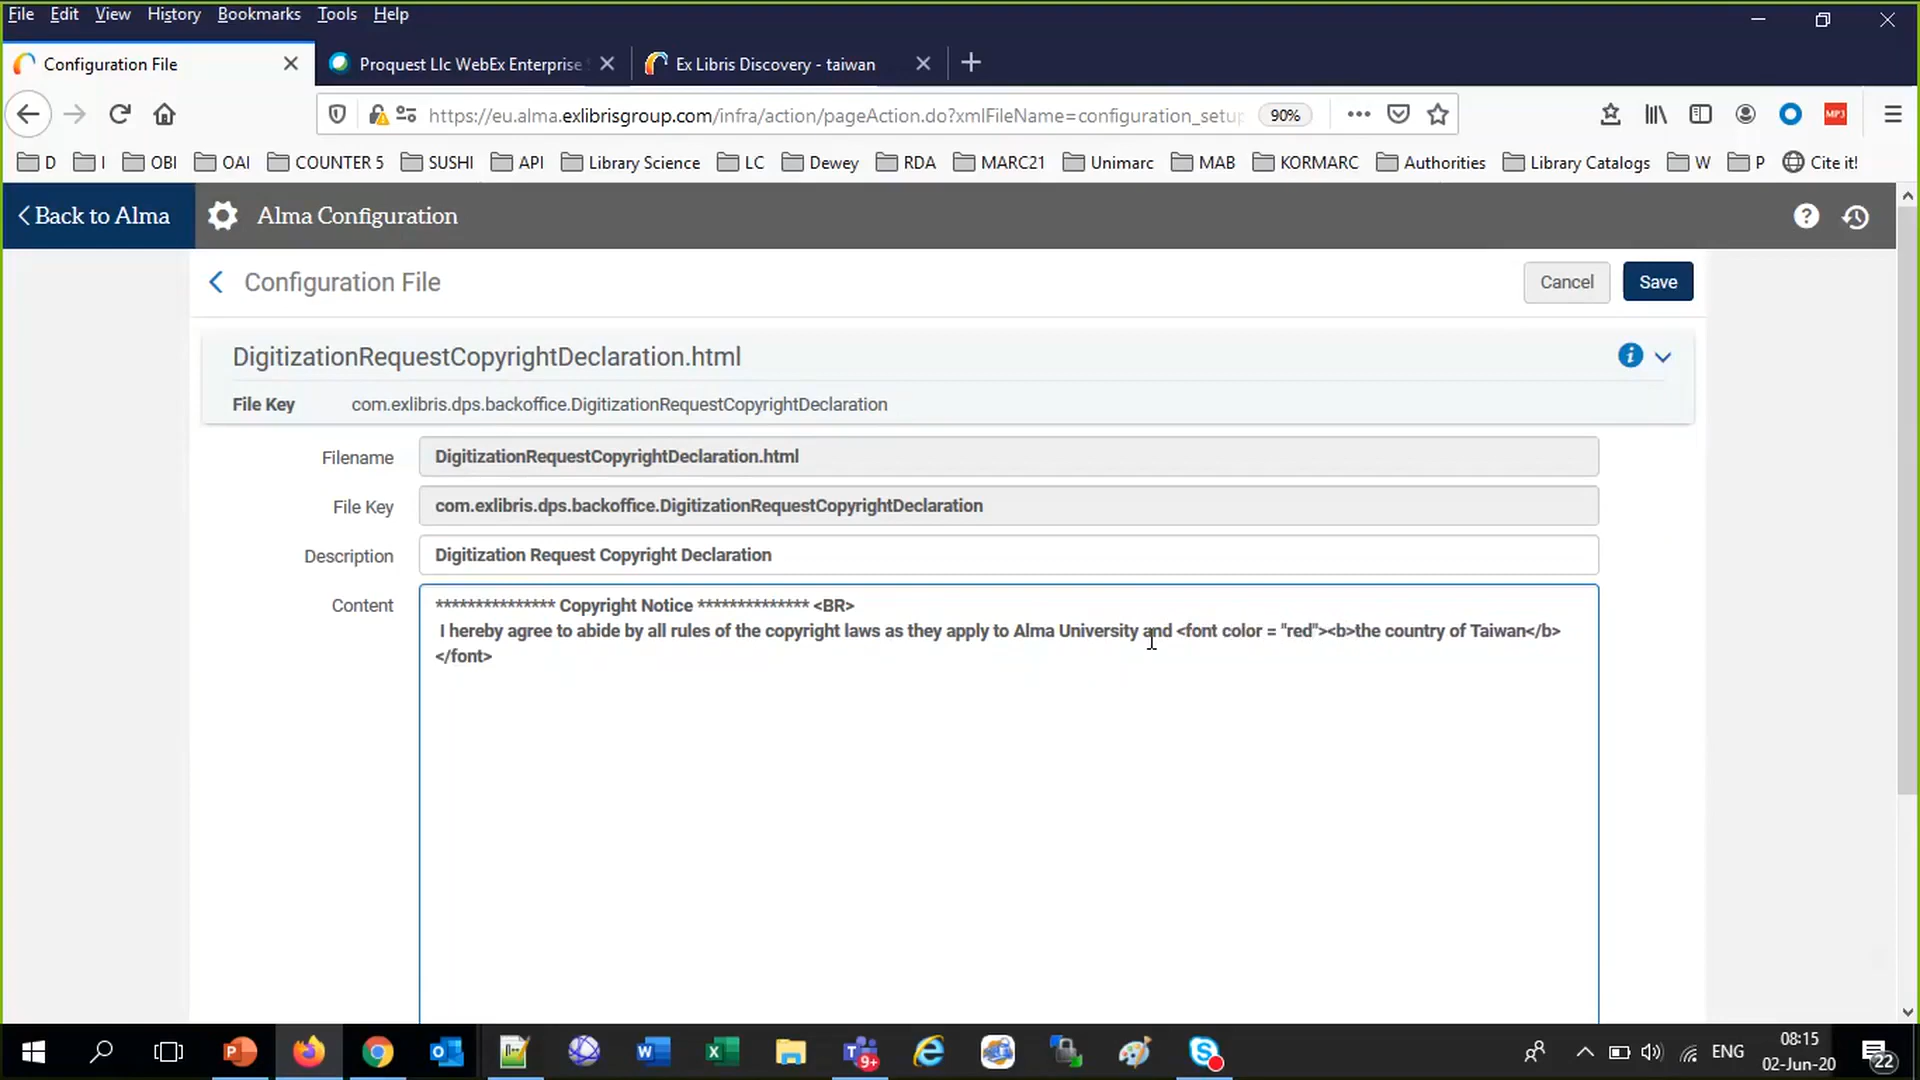 File Edit View History Bookmarks Tools Help
Configuration File
Proquest Llc WebEx Enterprise
Ex Libris Discovery - taiwan
https://eu.alma.exlibrisgroup.com/infra/action/pageAction.do?xmlFileName=configuration_setup
90%
MP3
D I OBI OAI COUNTER 5 SUSHI API Library Science LC Dewey RDA MARC21 Unimarc MAB KORMARC Authorities Library Catalogs W P Cite it!
Back to Alma
Alma Configuration
Configuration File
Cancel
Save
DigitizationRequestCopyrightDeclaration.html
File Key com.exlibris.dps.backoffice.DigitizationRequestCopyrightDeclaration
Filename DigitizationRequestCopyrightDeclaration.html
File Key com.exlibris.dps.backoffice.DigitizationRequestCopyrightDeclaration
Description Digitization Request Copyright Declaration
Content *************** Copyright Notice ************** <BR>
I hereby agree to abide by all rules of the copyright laws as they apply to Alma University and <font color = "red"><b>the country of Taiwan</b>
</font>
9+
ENG
08:15
02-Jun-20
22